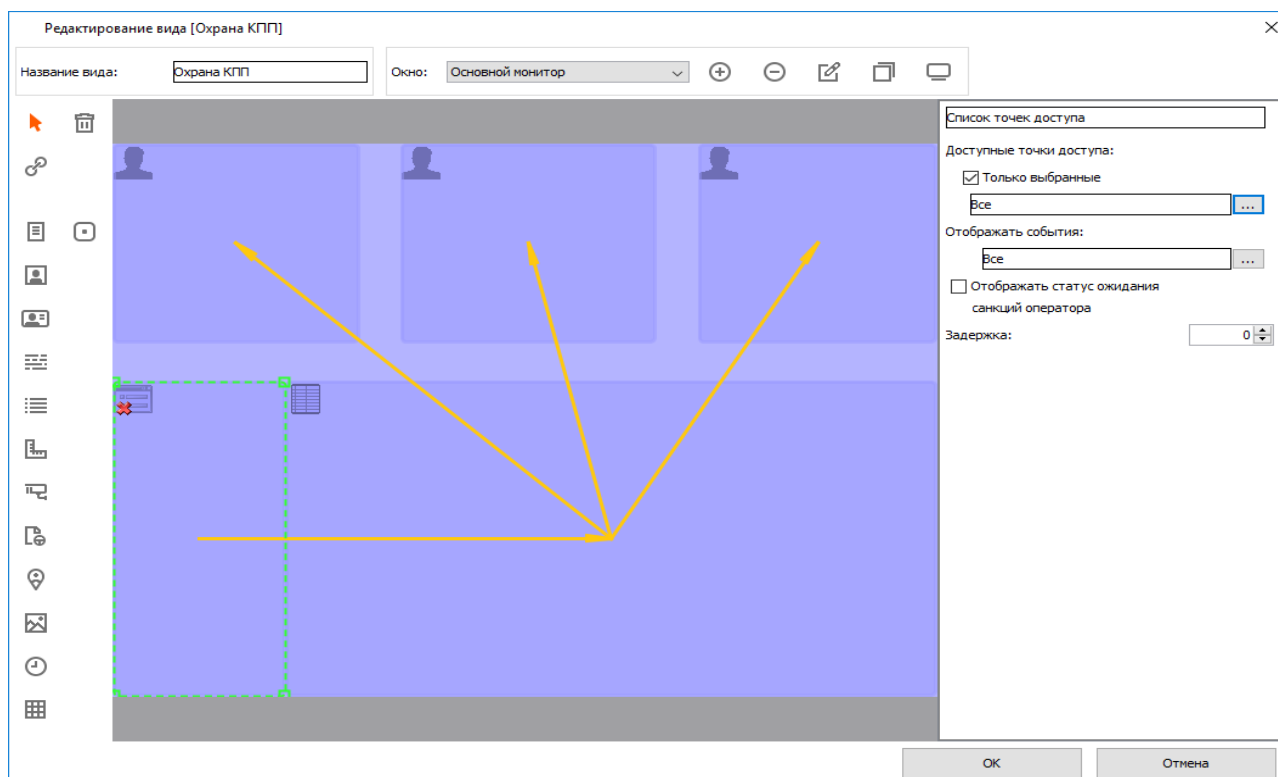 Редактирование вида [Охрана КПП]
Название вида: Охрана КПП Окно: Основной монитор
Список точек доступа
Доступные точки доступа:
Только выбранные
Все ...
Отображать события:
Все ...
Отображать статус ожидания
санкций оператора
Задержка: 0
OK Отмена